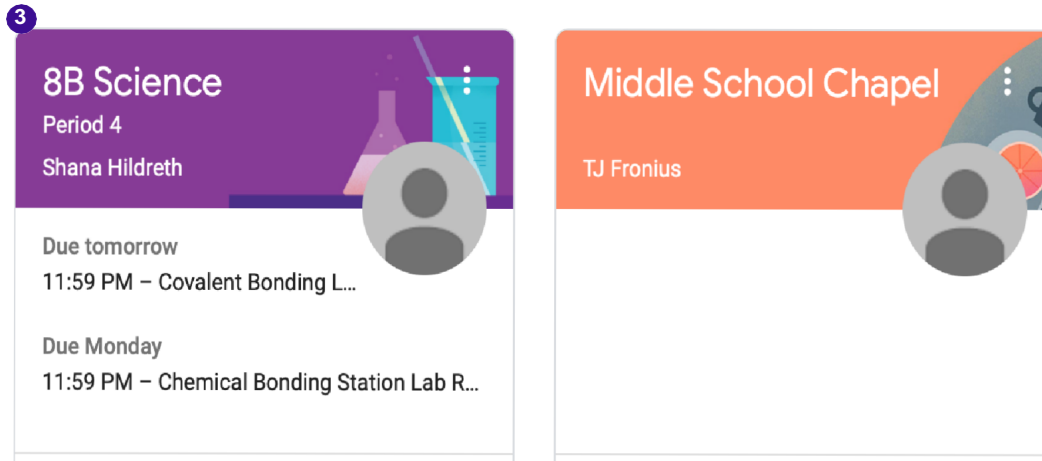 3
8B Science
Period 4
Shana Hildreth
Due tomorrow
11:59 PM – Covalent Bonding L...
Due Monday
11:59 PM – Chemical Bonding Station Lab R...
Middle School Chapel
TJ Fronius